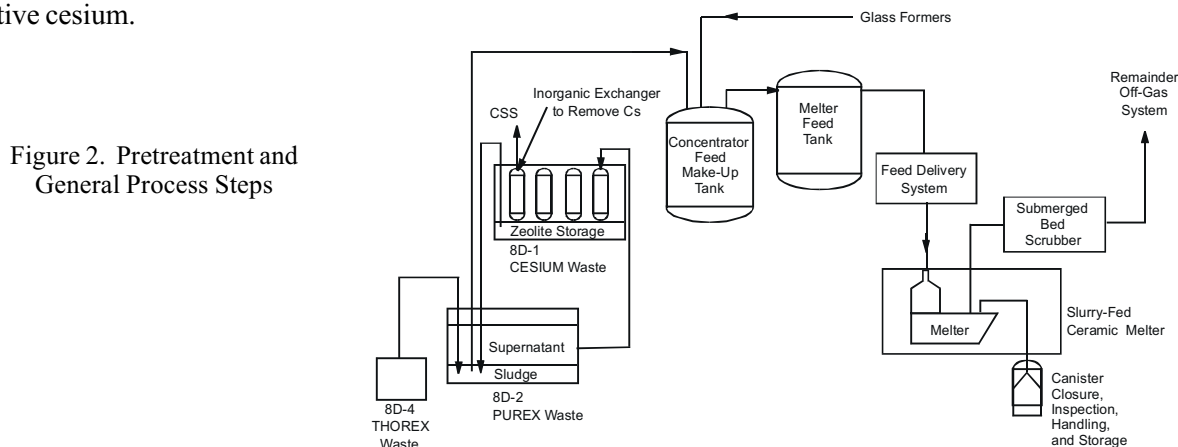 tive cesium.
Figure 2. Pretreatment and
General Process Steps
Glass Formers
Inorganic Exchanger
to Remove Cs
CSS
Zeolite Storage
8D-1
CESIUM Waste
Supernatant
Sludge
8D-2
PUREX Waste
8D-4
THOREX
Waste
Concentrator
Feed
Make-Up
Tank
Melter
Feed
Tank
Feed Delivery
System
Remainder
Off-Gas
System
Submerged
Bed
Scrubber
Melter
Slurry-Fed
Ceramic Melter
Canister
Closure,
Inspection,
Handling,
and Storage